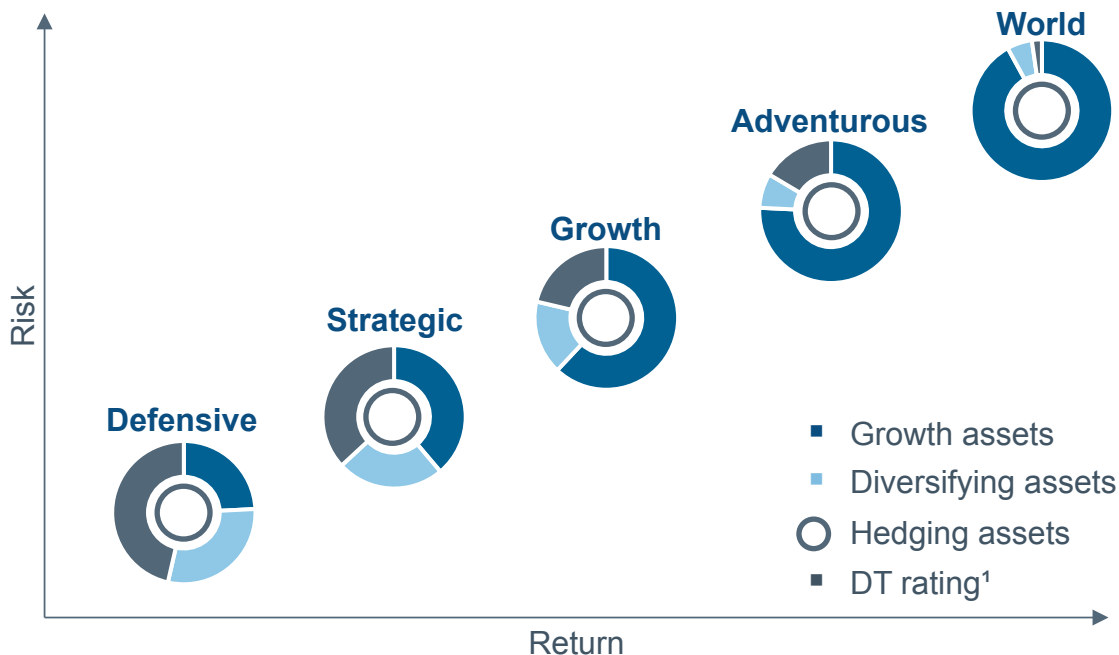 World
Adventurous
Growth
Strategic
Defensive
Risk
Growth assets
Diversifying assets
Hedging assets
DT rating¹
Return